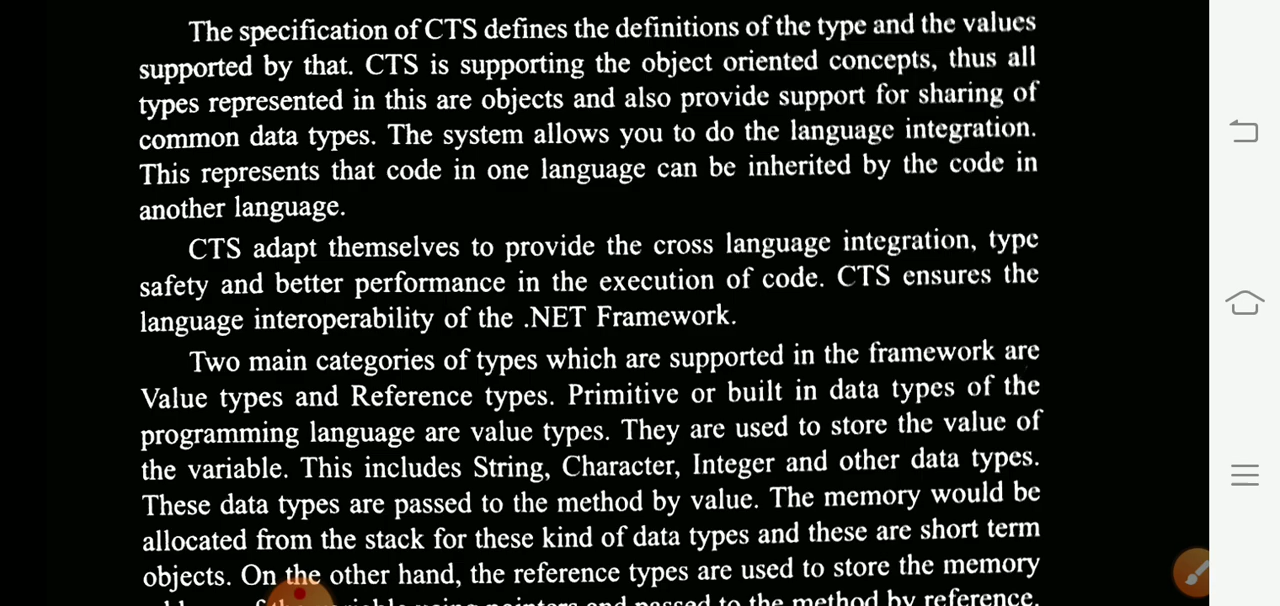 The specification of CTS defines the definitions of the type and the values
supported by that. CTS is supporting the object oriented concepts, thus all
types represented in this are objects and also provide support for sharing of
common data types. The system allows you to do the language integration.
This represents that code in one language can be inherited by the code in
another language.
CTS adapt themselves to provide the cross language integration, type
safety and better performance in the execution of code. CTS ensures the
language interoperability of the .NET Framework.
Two main categories of types which are supported in the framework are
Value types and Reference types. Primitive or built in data types of the
programming language are value types. They are used to store the value of
the variable. This includes String, Character, Integer and other data types.
These data types are passed to the method by value. The memory would be
allocated from the stack for these kind of data types and these are short term
objects. On the other hand, the reference types are used to store the memory
using pointers and passed to the method by reference.